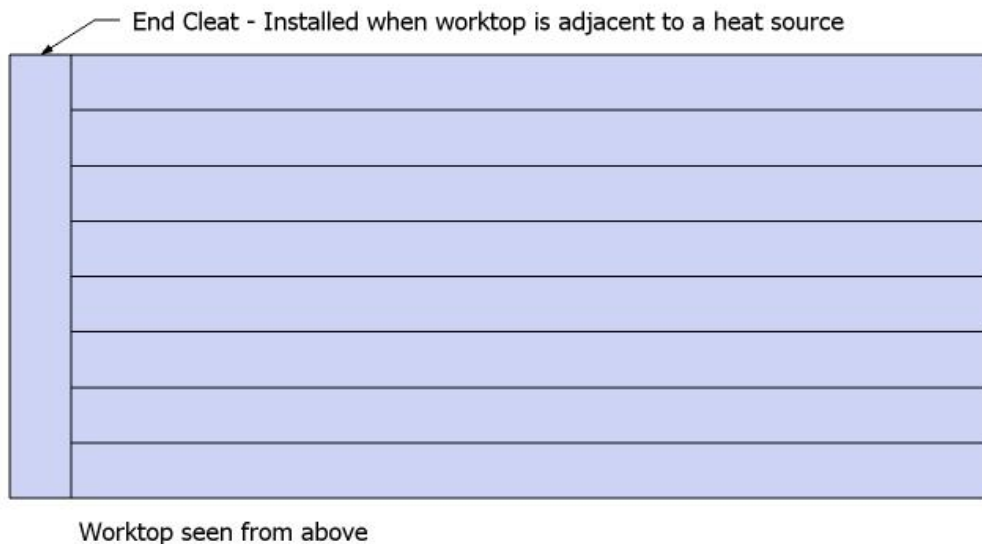 End Cleat - Installed when worktop is adjacent to a heat source
Worktop seen from above